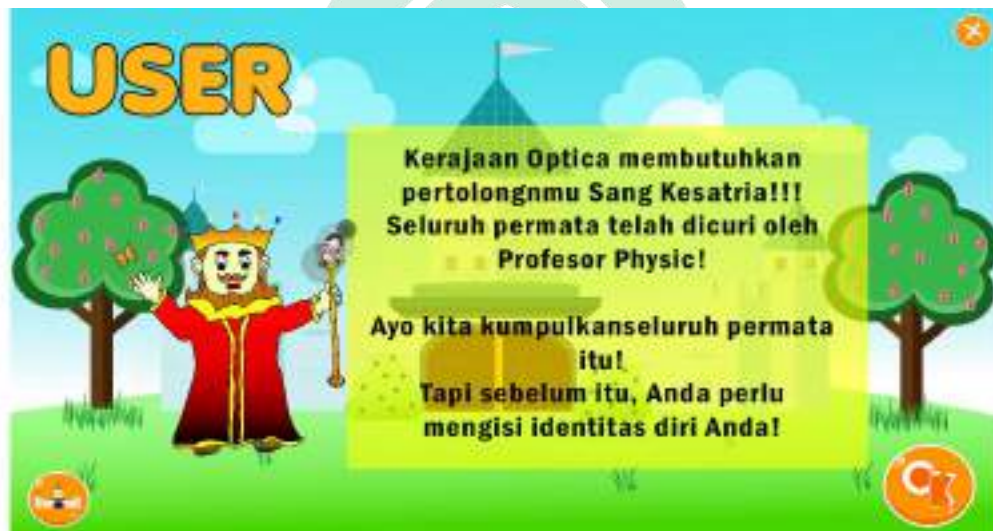 USER
Kerajaan Optica membutuhkan
pertolongnmu Sang Kesatria!!!
Seluruh permata telah dicuri oleh
Profesor Physic!
Ayo kita kumpulkanseluruh permata
itu!
Tapi sebelum itu, Anda perlu
mengisi identitas diri Anda!
OK